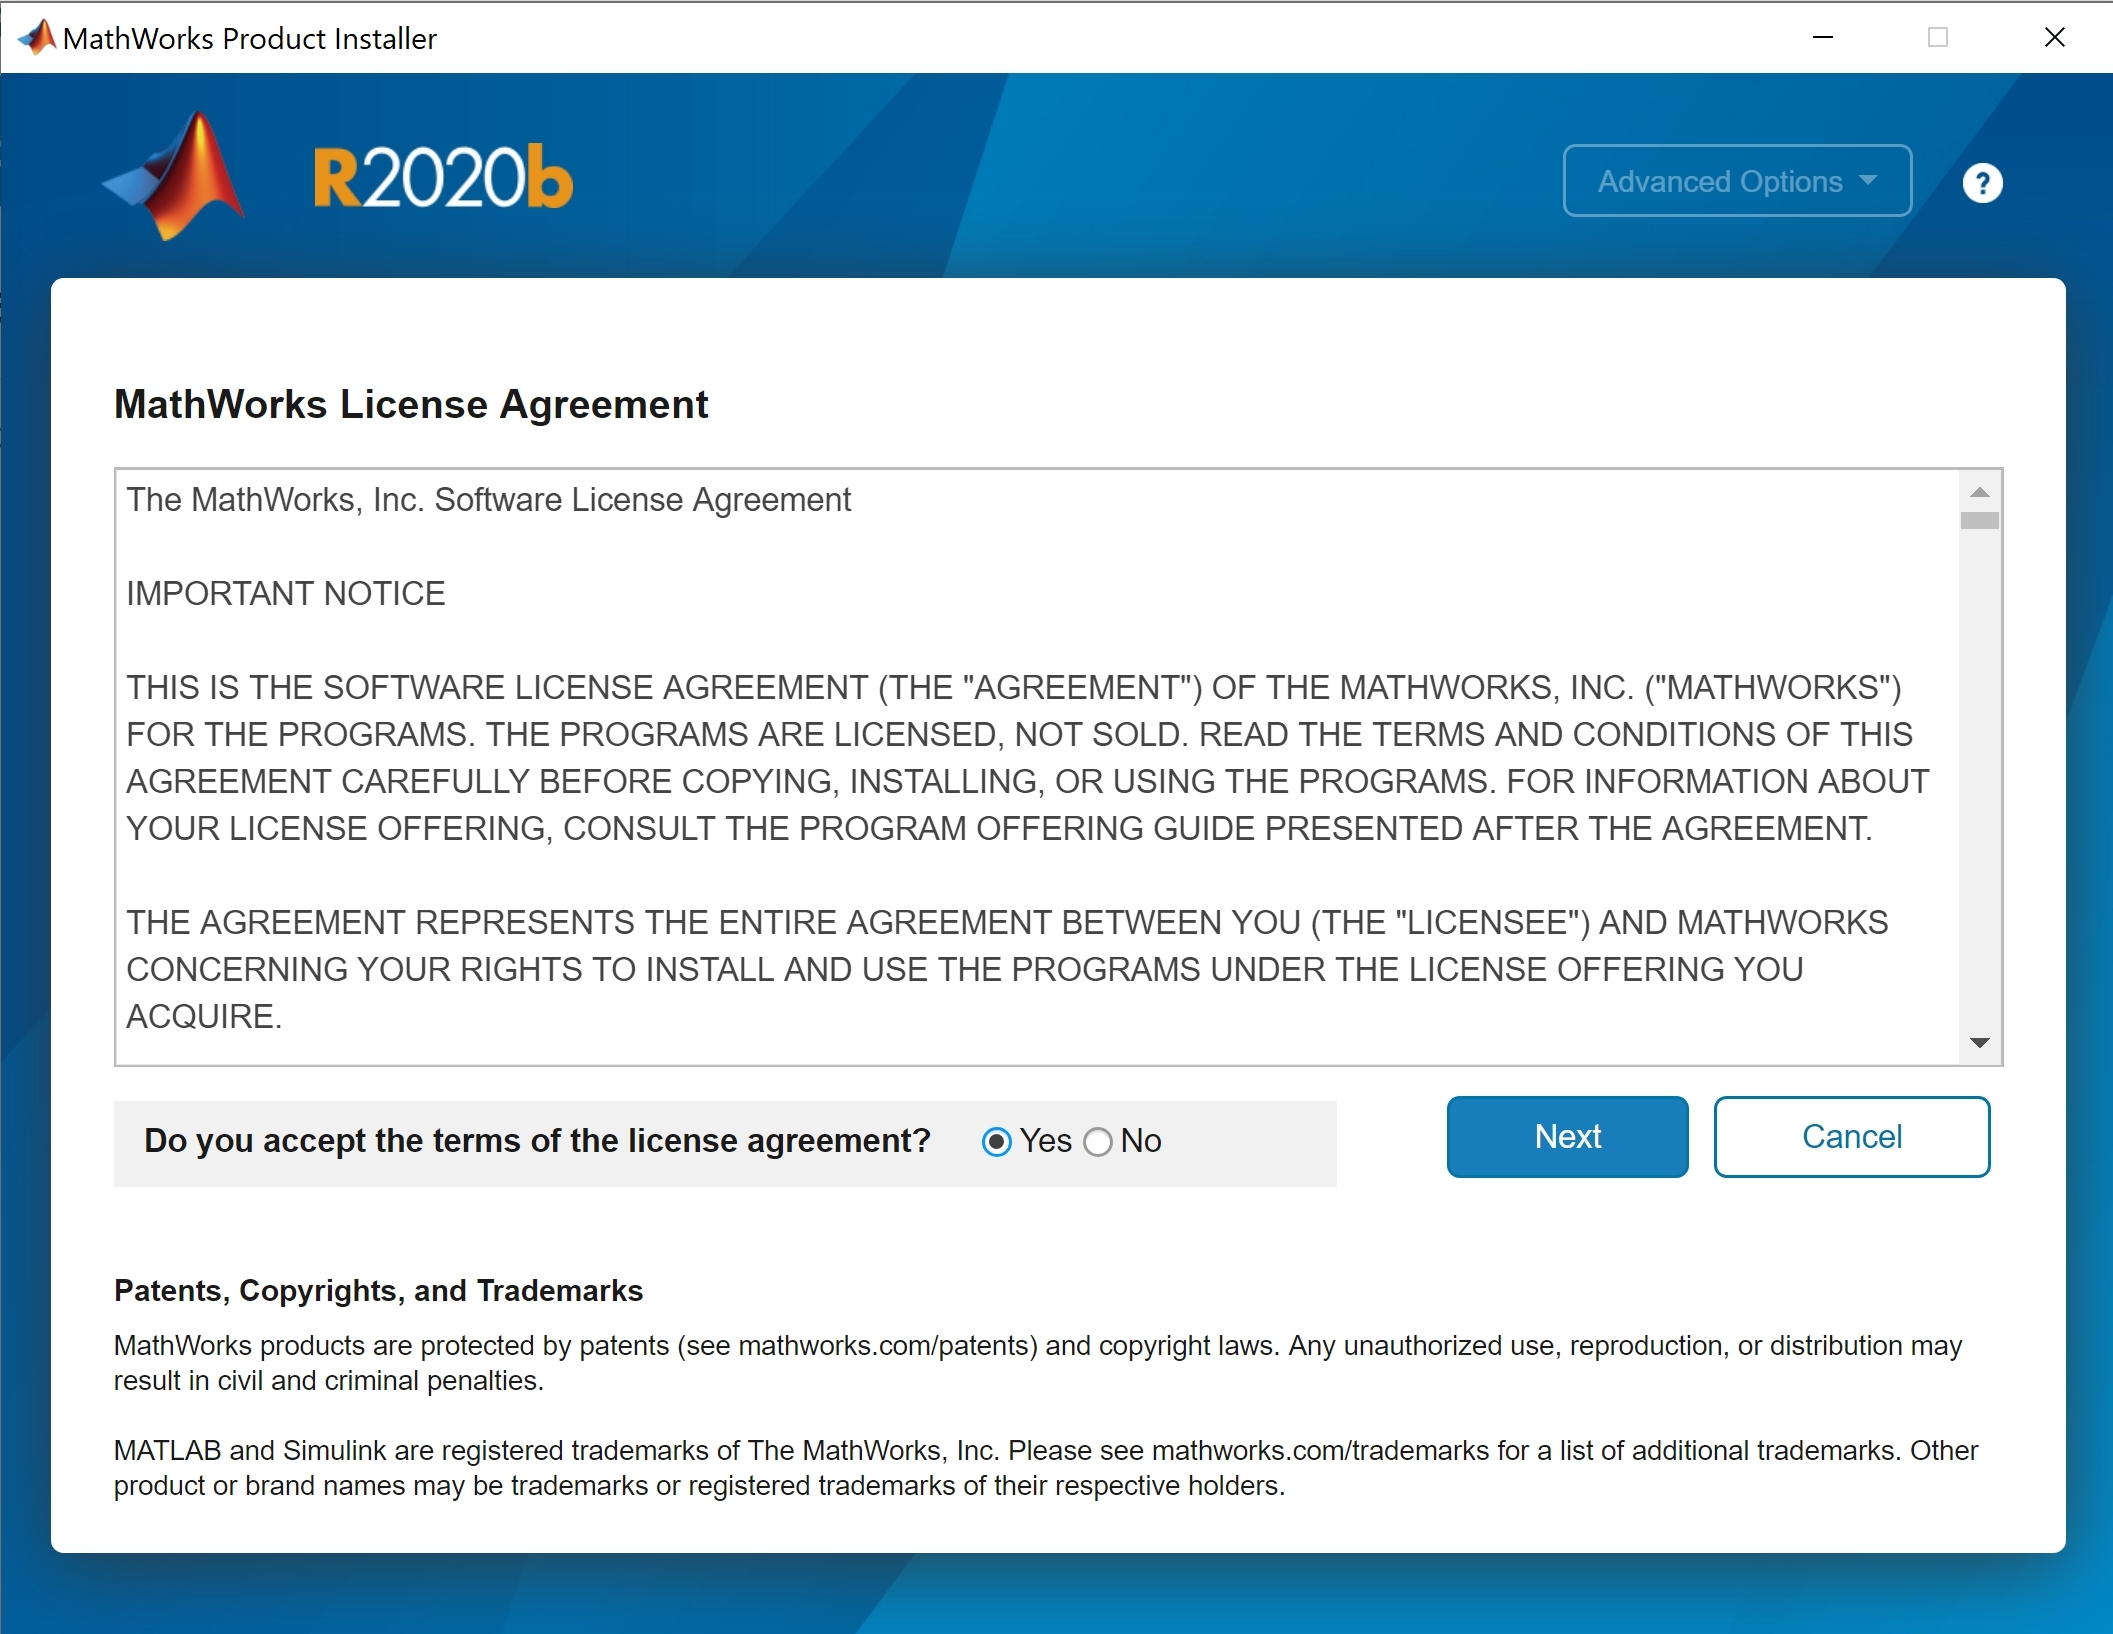 MathWorks Product Installer
R2020b
Advanced Options
?
MathWorks License Agreement
The MathWorks, Inc. Software License Agreement
IMPORTANT NOTICE
THIS IS THE SOFTWARE LICENSE AGREEMENT (THE "AGREEMENT") OF THE MATHWORKS, INC. ("MATHWORKS")
FOR THE PROGRAMS. THE PROGRAMS ARE LICENSED, NOT SOLD. READ THE TERMS AND CONDITIONS OF THIS
AGREEMENT CAREFULLY BEFORE COPYING, INSTALLING, OR USING THE PROGRAMS. FOR INFORMATION ABOUT
YOUR LICENSE OFFERING, CONSULT THE PROGRAM OFFERING GUIDE PRESENTED AFTER THE AGREEMENT.
THE AGREEMENT REPRESENTS THE ENTIRE AGREEMENT BETWEEN YOU (THE "LICENSEE") AND MATHWORKS
CONCERNING YOUR RIGHTS TO INSTALL AND USE THE PROGRAMS UNDER THE LICENSE OFFERING YOU
ACQUIRE.
Do you accept the terms of the license agreement? Yes No
Next Cancel
Patents, Copyrights, and Trademarks
MathWorks products are protected by patents (see mathworks.com/patents) and copyright laws. Any unauthorized use, reproduction, or distribution may
result in civil and criminal penalties.
MATLAB and Simulink are registered trademarks of The MathWorks, Inc. Please see mathworks.com/trademarks for a list of additional trademarks. Other
product or brand names may be trademarks or registered trademarks of their respective holders.